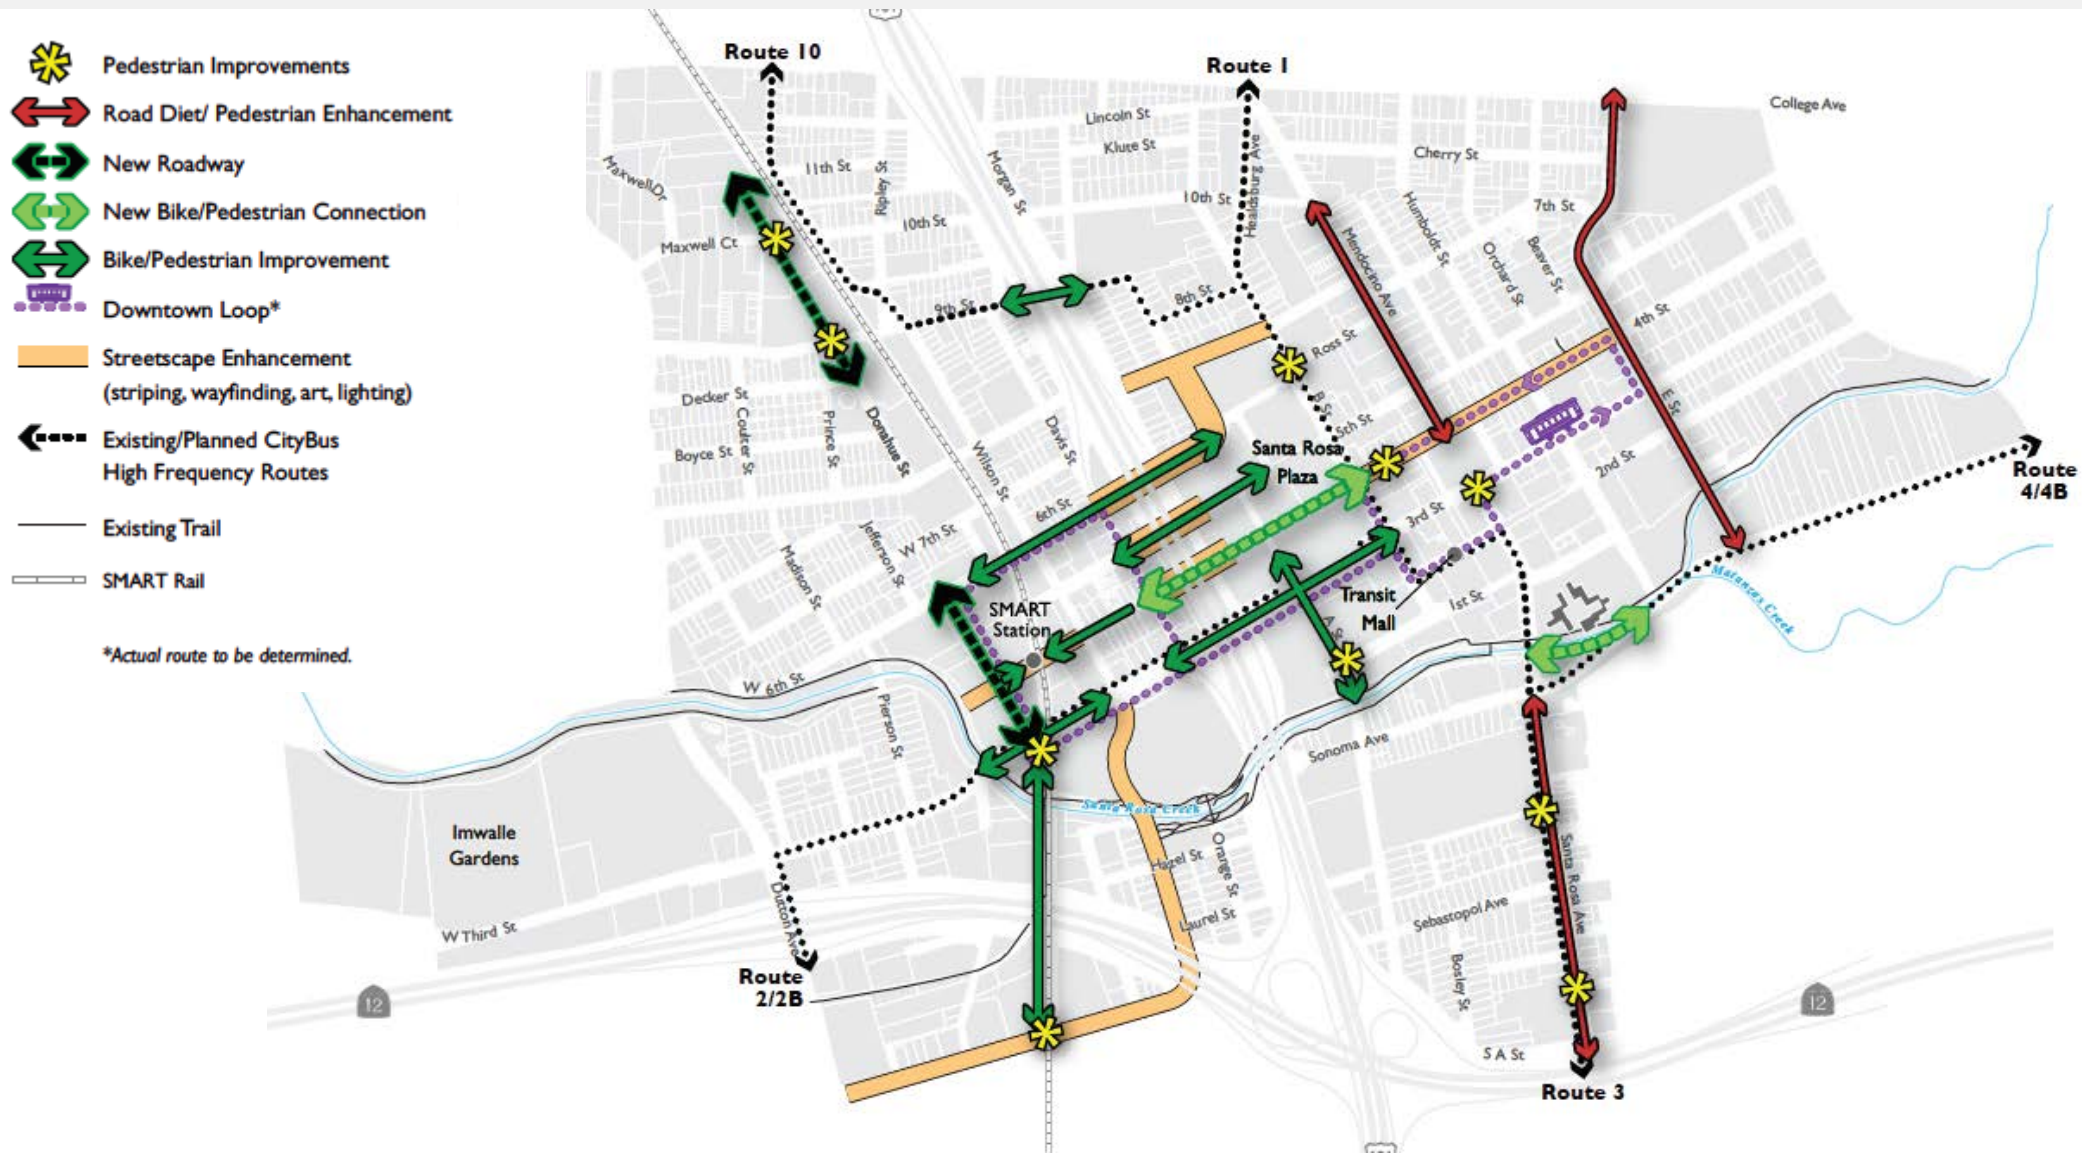 Pedestrian Improvements
Road Diet/ Pedestrian Enhancement
New Roadway
New Bike/Pedestrian Connection
Bike/Pedestrian Improvement
Downtown Loop*
Streetscape Enhancement
(striping, wayfinding, art, lighting)
Existing/Planned CityBus
High Frequency Routes
Existing Trail
SMART Rail
*Actual route to be determined.
Route 10
Route 1
College Ave
Lincoln St
Klute St
Cherry St
Maxwell Dr
11th St
Ripley St
Morgan St
Healdsburg Ave
10th St
10th St
Humboldt St
7th St
Maxwell Ct
Mendocino Ave
Orchard St
Beaver St
9th St
8th St
4th St
Ross St
Decker St
Coulter St
Prince St
Donahue St
B St
5th St
E St
Boyce St
Wilson St
Davis St
Santa Rosa
Plaza
2nd St
Route
4/4B
6th St
3rd St
W 7th St
Jefferson St
Madison St
SMART
Station
Transit
Mall
1st St
A St
Matanzas Creek
W 6th St
Pierson St
Sonoma Ave
Santa Rosa Creek
Imwalle
Gardens
Hazel St
Orange St
Santa Rosa Ave
Dutton Ave
Laurel St
Sebastopol Ave
W Third St
Bosley St
Route
2/2B
12
12
S A St
Route 3